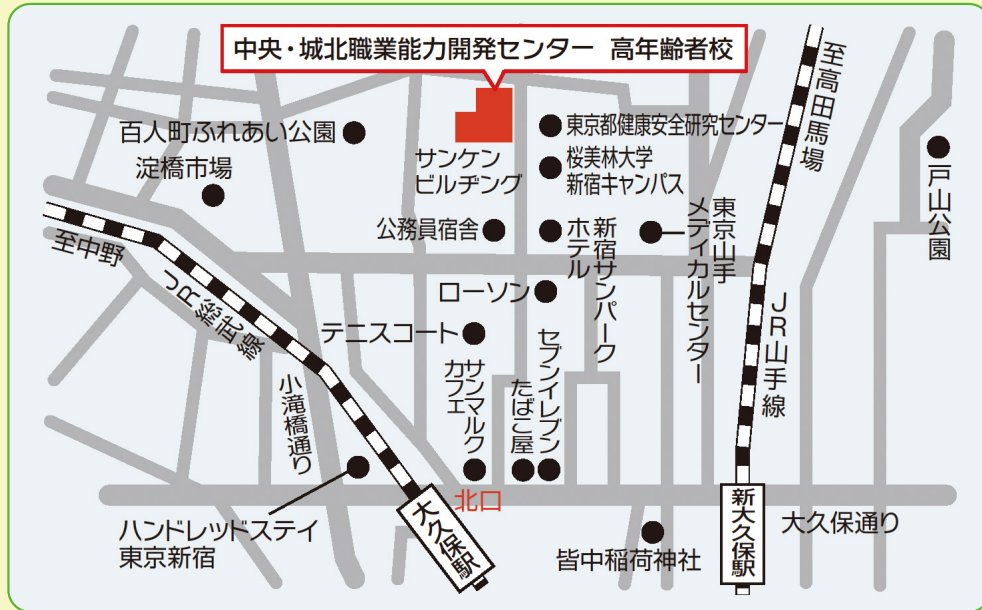 中央・城北職業能力開発センター 高年齢者校
至高田馬場
百人町ふれあい公園
淀橋市場
サンケン
ビルヂング
東京都健康安全研究センター
桜美林大学
新宿キャンパス
戸山公園
公務員宿舎
新宿サンパーク
ホテル
東京山手
メディカルセンター
至中野
JR総武線
ローソン
テニスコート
JR山手線
小滝橋通り
サンマルク
カフェ
たばこ屋
セブンイレブン
北口
大久保駅
ハンドレッドステイ
東京新宿
皆中稲荷神社
新大久保駅
大久保通り